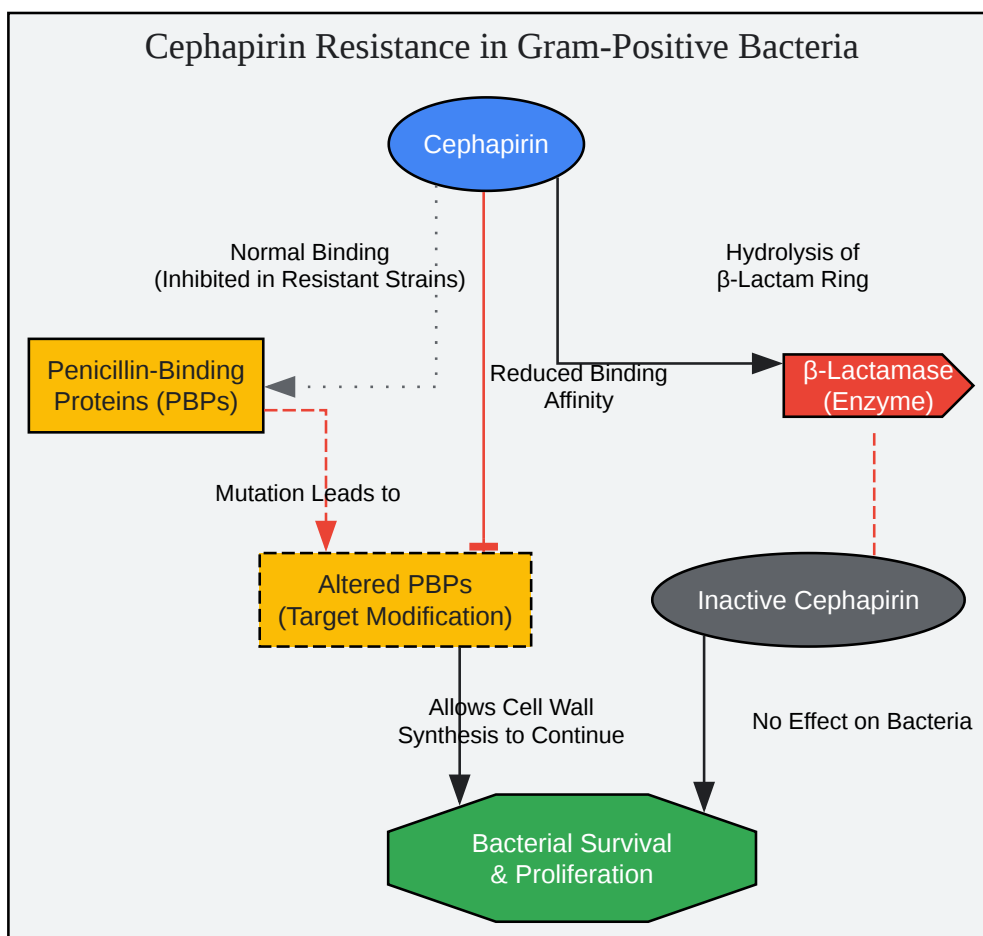 Cephapirin Resistance in Gram-Positive Bacteria
Cephapirin
Normal Binding
(Inhibited in Resistant Strains)
Hydrolysis of
β-Lactam Ring
Penicillin-Binding
Proteins (PBPs)
Reduced Binding
Affinity
β-Lactamase
(Enzyme)
Mutation Leads to
Altered PBPs
(Target Modification)
Inactive Cephapirin
Allows Cell Wall
Synthesis to Continue
No Effect on Bacteria
Bacterial Survival
& Proliferation